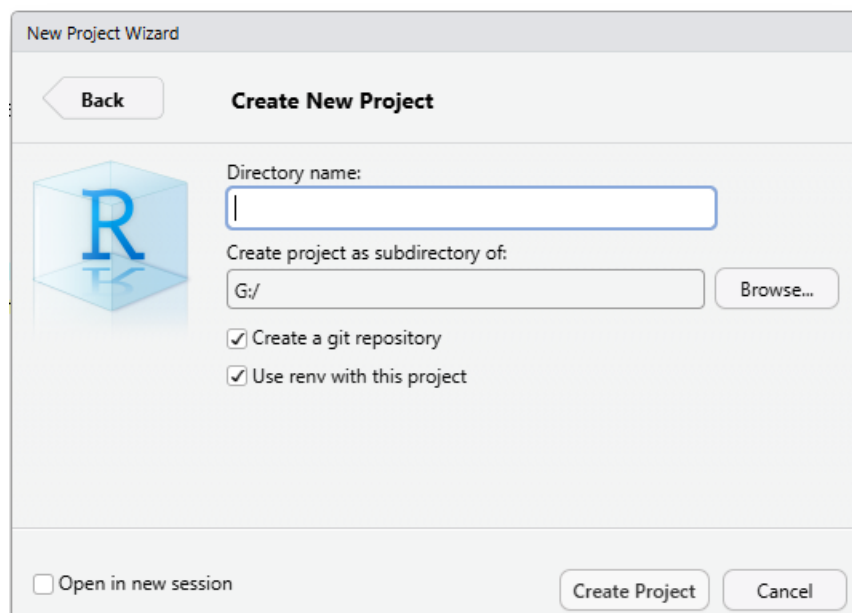 New Project Wizard
Back
Create New Project
R
Directory name:
Create project as subdirectory of:
G:/
Browse...
Create a git repository
Use renv with this project
Open in new session
Create Project
Cancel